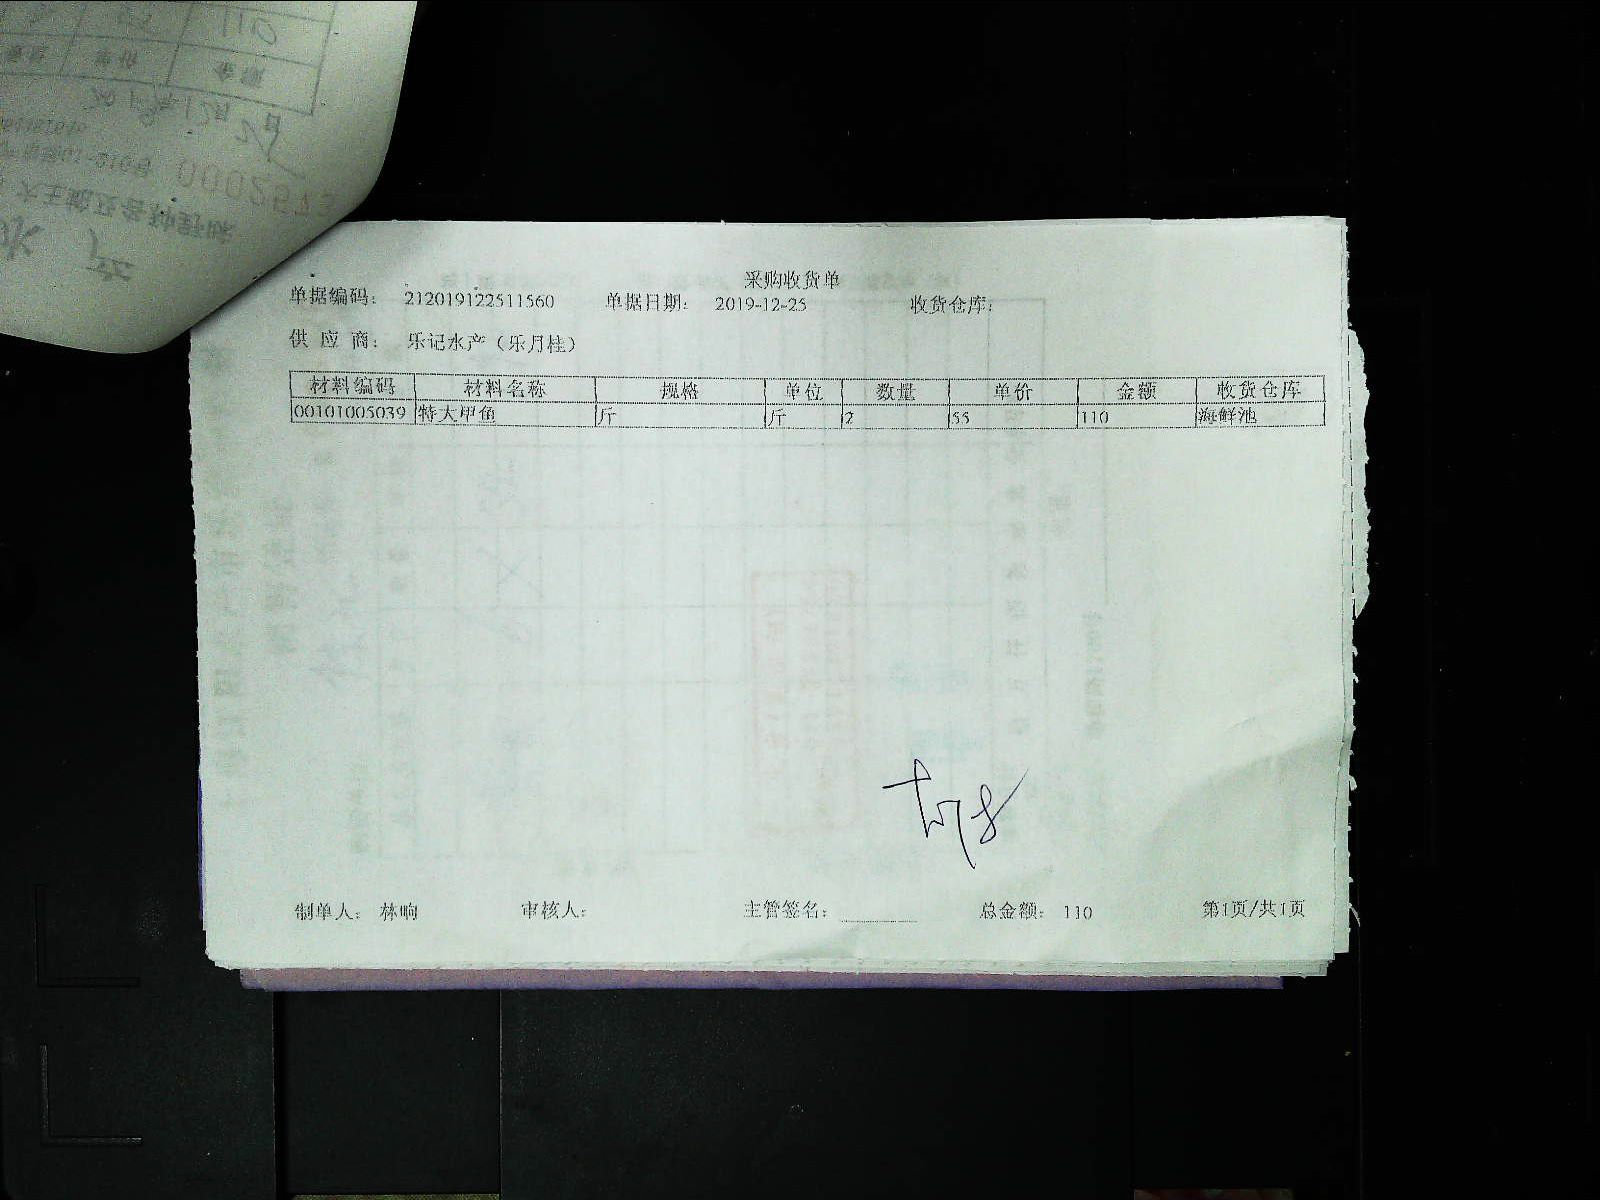 采购收货单
单据编码: 212019122511560 单据日期: 2019-12-25 收货仓库:
供 应 商: 乐记水产（乐月桂）
材料编码 材料名称 规格 单位 数量 单价 金额 收货仓库
00101005039 特大甲鱼 斤 斤 2 55 110 海鲜池
制单人: 林响 审核人: 主管签名: 总金额: 110 第1页/共1页